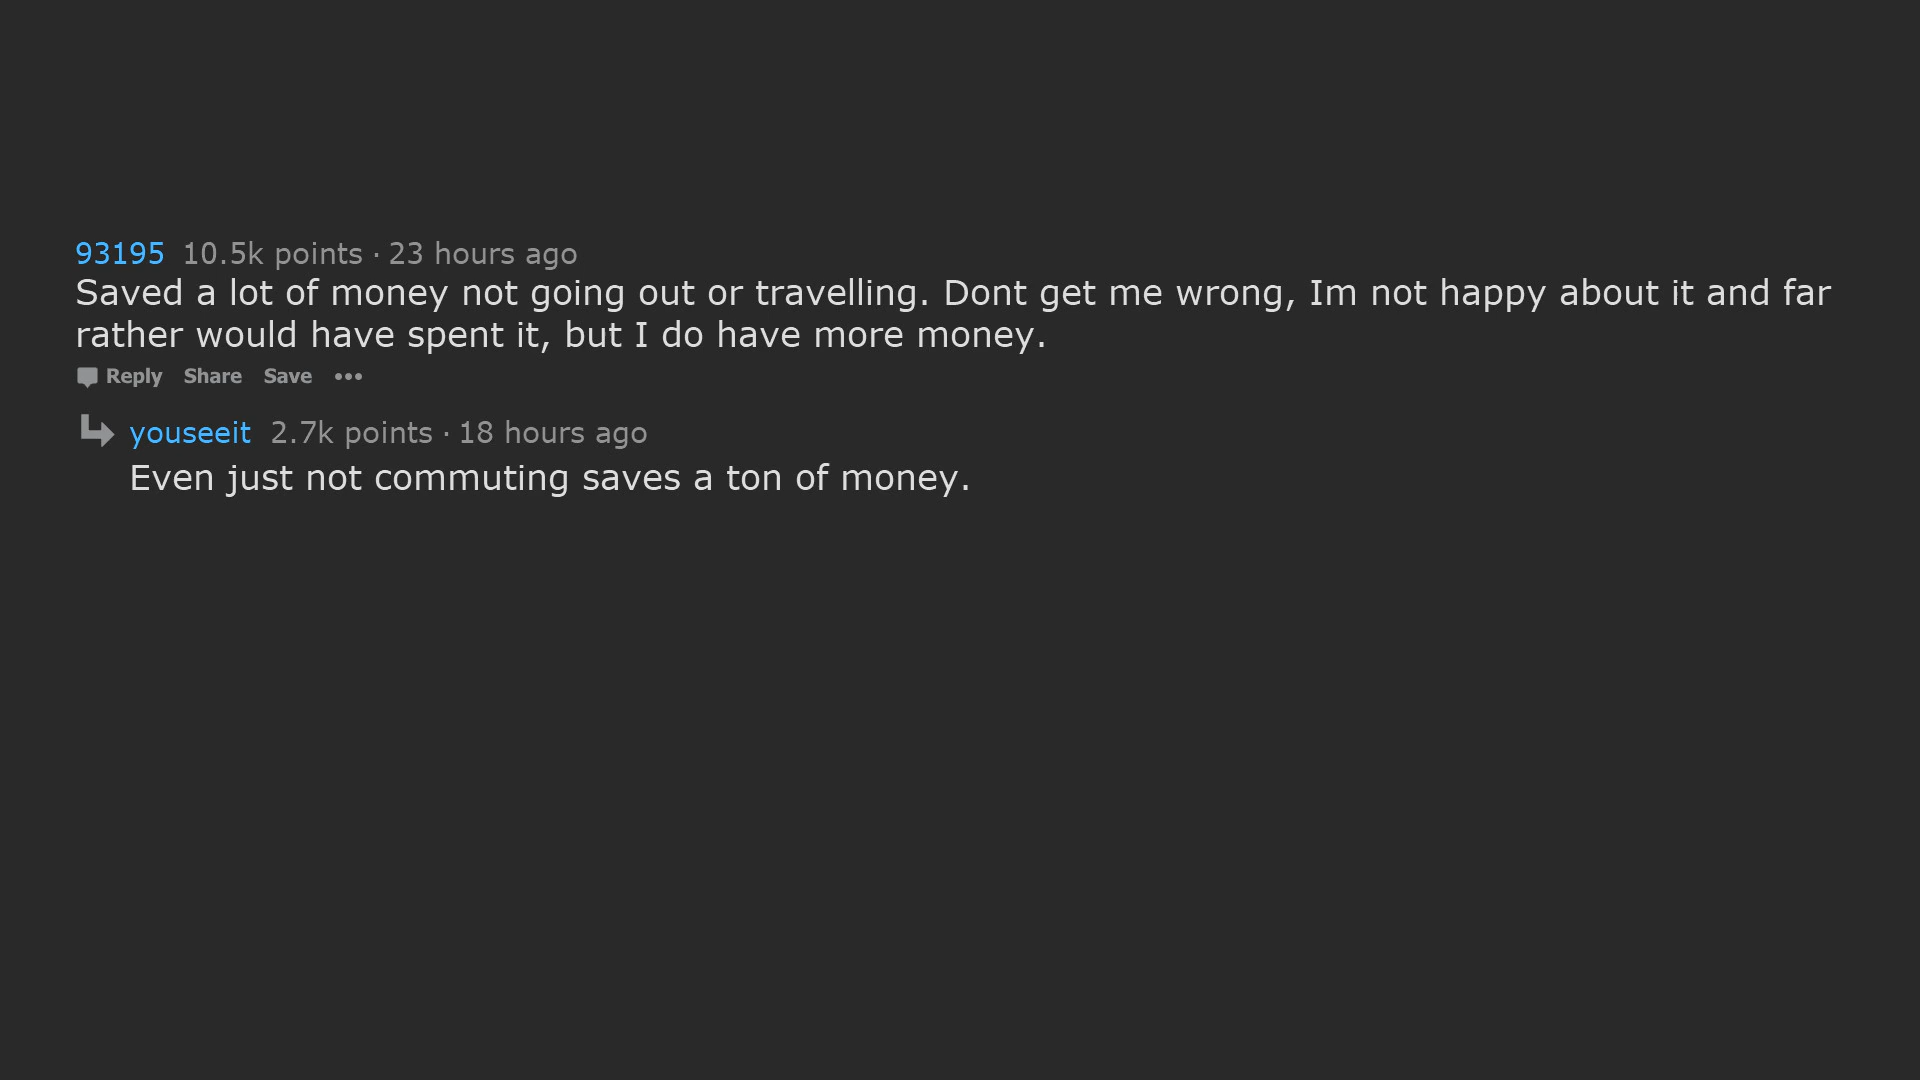 93195 10.5k points · 23 hours ago
Saved a lot of money not going out or travelling. Dont get me wrong, Im not happy about it and far
rather would have spent it, but I do have more money.
Reply Share Save •••
youseeit 2.7k points · 18 hours ago
Even just not commuting saves a ton of money.